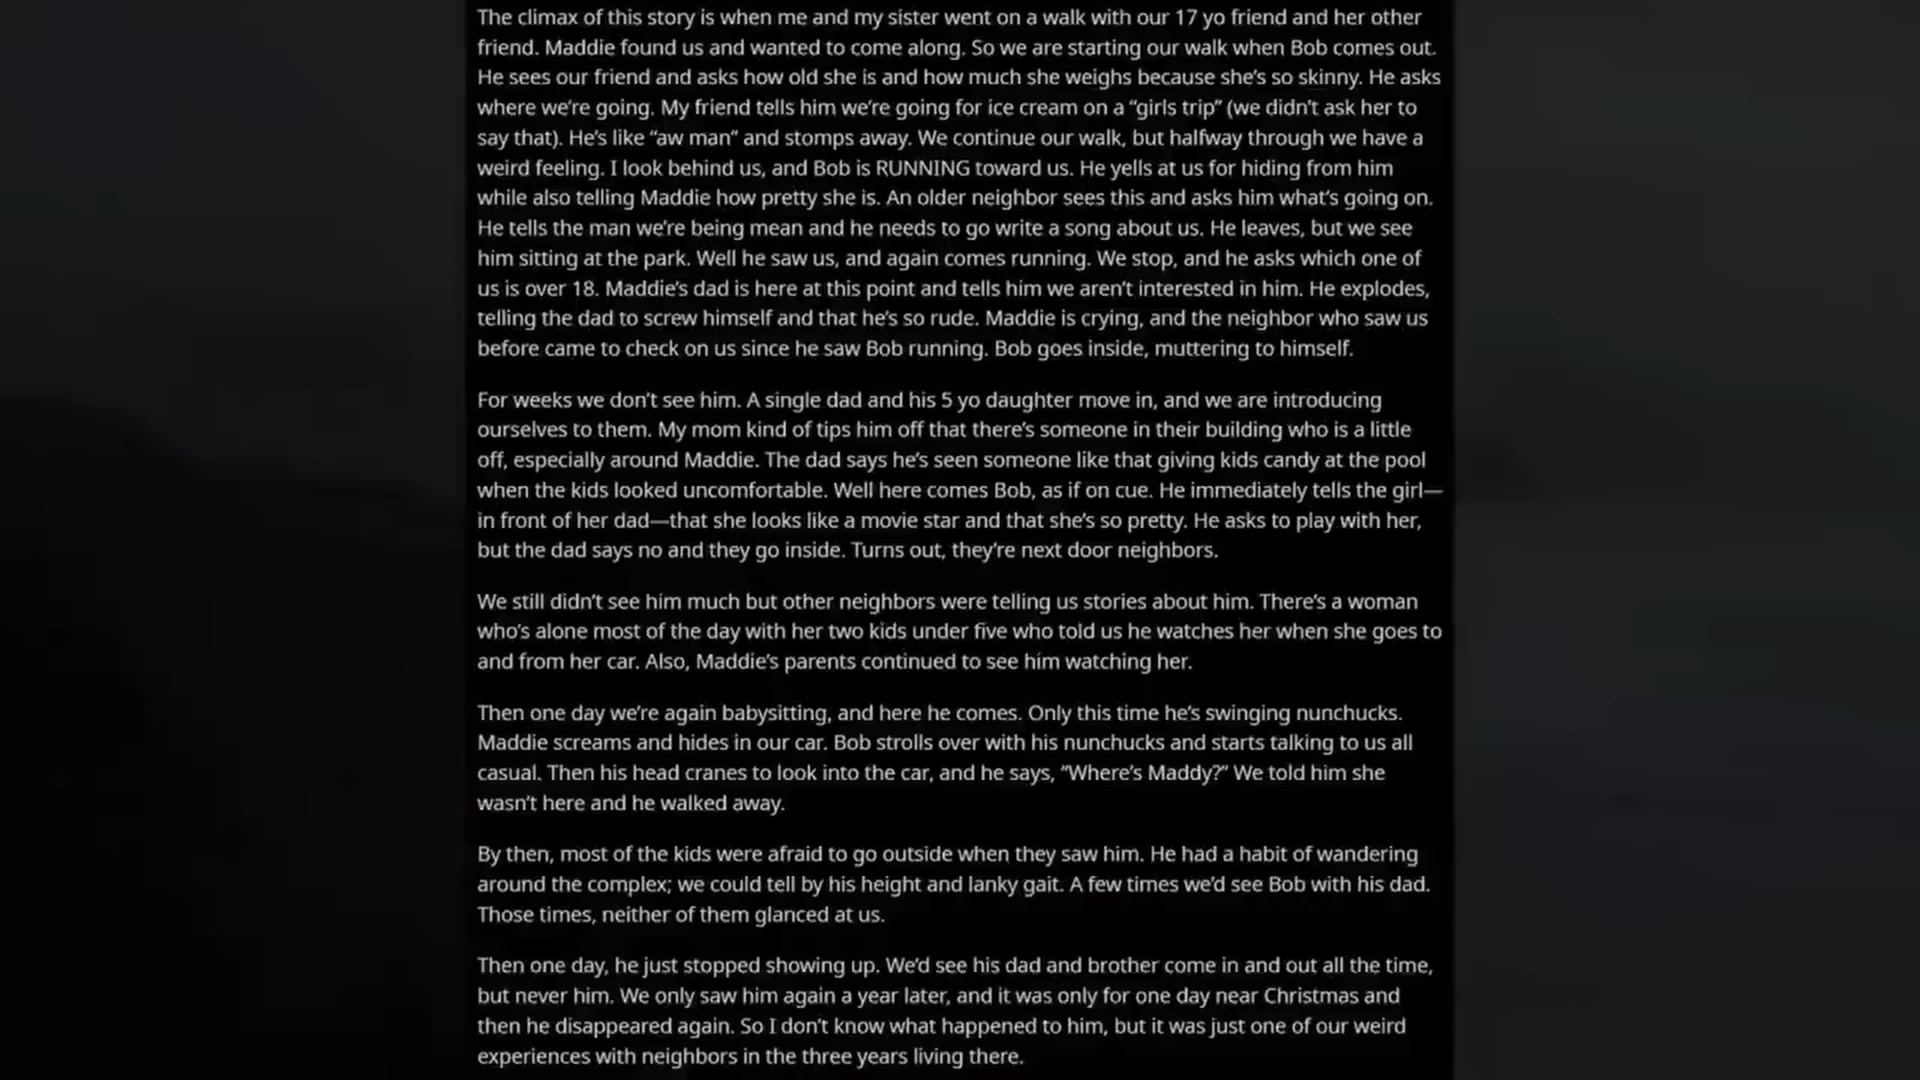 The climax of this story is when me and my sister went on a walk with our 17 yo friend and her other
friend. Maddie found us and wanted to come along. So we are starting our walk when Bob comes out.
He sees our friend and asks how old she is and how much she weighs because she’s so skinny. He asks
where we’re going. My friend tells him we’re going for ice cream on a “girls trip” (we didn’t ask her to
say that). He’s like “aw man” and stomps away. We continue our walk, but halfway through we have a
weird feeling. I look behind us, and Bob is RUNNING toward us. He yells at us for hiding from him
while also telling Maddie how pretty she is. An older neighbor sees this and asks him what’s going on.
He tells the man we’re being mean and he needs to go write a song about us. He leaves, but we see
him sitting at the park. Well he saw us, and again comes running. We stop, and he asks which one of
us is over 18. Maddie’s dad is here at this point and tells him we aren’t interested in him. He explodes,
telling the dad to screw himself and that he’s so rude. Maddie is crying, and the neighbor who saw us
before came to check on us since he saw Bob running. Bob goes inside, muttering to himself.
For weeks we don’t see him. A single dad and his 5 yo daughter move in, and we are introducing
ourselves to them. My mom kind of tips him off that there’s someone in their building who is a little
off, especially around Maddie. The dad says he’s seen someone like that giving kids candy at the pool
when the kids looked uncomfortable. Well here comes Bob, as if on cue. He immediately tells the girl—
in front of her dad—that she looks like a movie star and that she’s so pretty. He asks to play with her,
but the dad says no and they go inside. Turns out, they’re next door neighbors.
We still didn’t see him much but other neighbors were telling us stories about him. There’s a woman
who’s alone most of the day with her two kids under five who told us he watches her when she goes to
and from her car. Also, Maddie’s parents continued to see him watching her.
Then one day we’re again babysitting, and here he comes. Only this time he’s swinging nunchucks.
Maddie screams and hides in our car. Bob strolls over with his nunchucks and starts talking to us all
casual. Then his head cranes to look into the car, and he says, “Where’s Maddy?” We told him she
wasn’t here and he walked away.
By then, most of the kids were afraid to go outside when they saw him. He had a habit of wandering
around the complex; we could tell by his height and lanky gait. A few times we’d see Bob with his dad.
Those times, neither of them glanced at us.
Then one day, he just stopped showing up. We’d see his dad and brother come in and out all the time,
but never him. We only saw him again a year later, and it was only for one day near Christmas and
then he disappeared again. So I don’t know what happened to him, but it was just one of our weird
experiences with neighbors in the three years living there.